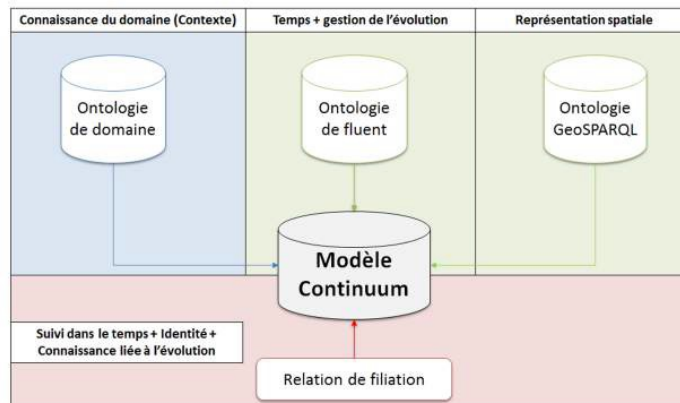 Connaissance du domaine (Contexte)
Temps + gestion de l'évolution
Représentation spatiale
Ontologie
de domaine
Ontologie
de fluent
Ontologie
GeoSPARQL
Modèle
Continuum
Suivi dans le temps + Identité +
Connaissance liée à l'évolution
Relation de filiation